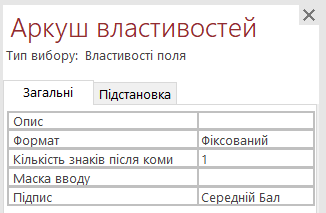 Аркуш властивостей
Тип вибору: Властивості поля
Загальні Підстановка
Опис
Формат Фіксований
Кількість знаків після коми 1
Маска вводу
Підпис Середній Бал